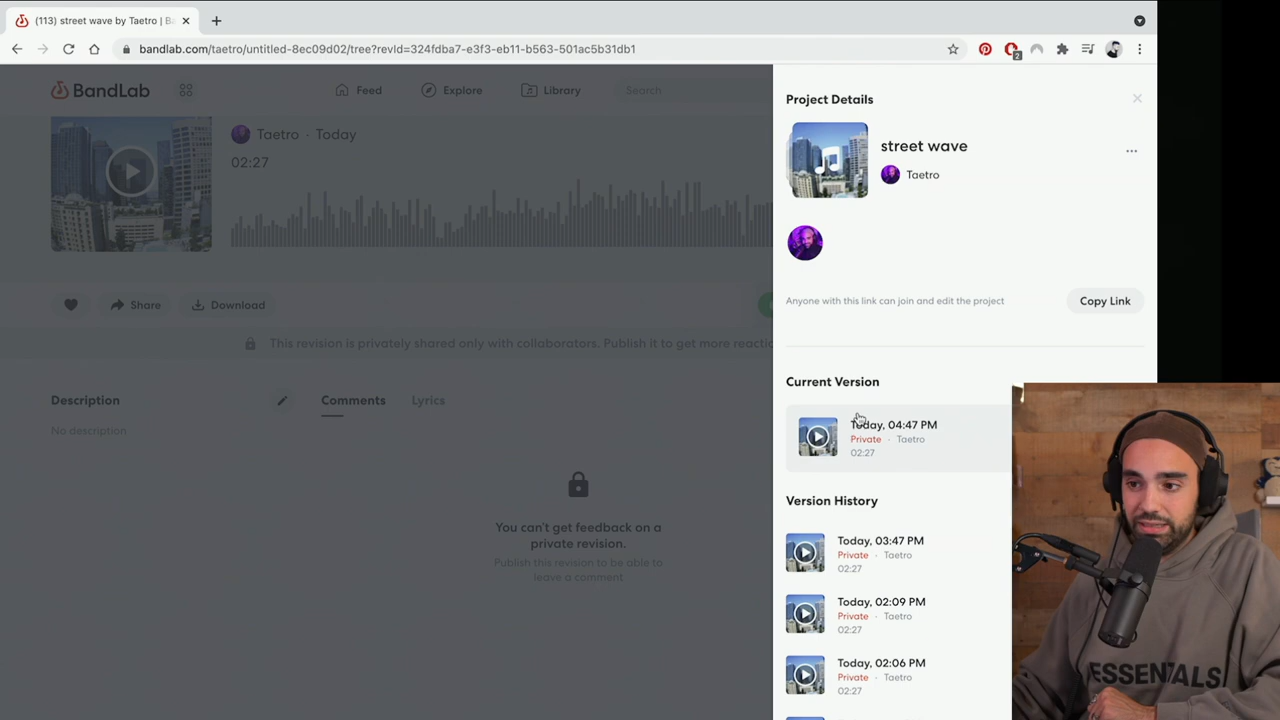 (113) street wave by Taetro | Ba
bandlab.com/taetro/untitled-8ec09d02/tree?revId=324fdba7-e3f3-eb11-b563-501ac5b31db1
2
BandLab
Feed
Explore
Library
Search
Taetro · Today
02:27
Share
Download
This revision is privately shared only with collaborators. Publish it to get more reactio
Description
Comments
Lyrics
No description
You can't get feedback on a
private revision.
Publish this revision to be able to
leave a comment
Project Details
street wave
Taetro
Anyone with this link can join and edit the project
Copy Link
Current Version
Today, 04:47 PM
Private · Taetro
02:27
Version History
Today, 03:47 PM
Private · Taetro
02:27
Today, 02:09 PM
Private · Taetro
02:27
Today, 02:06 PM
Private · Taetro
02:27
ESSENTALS